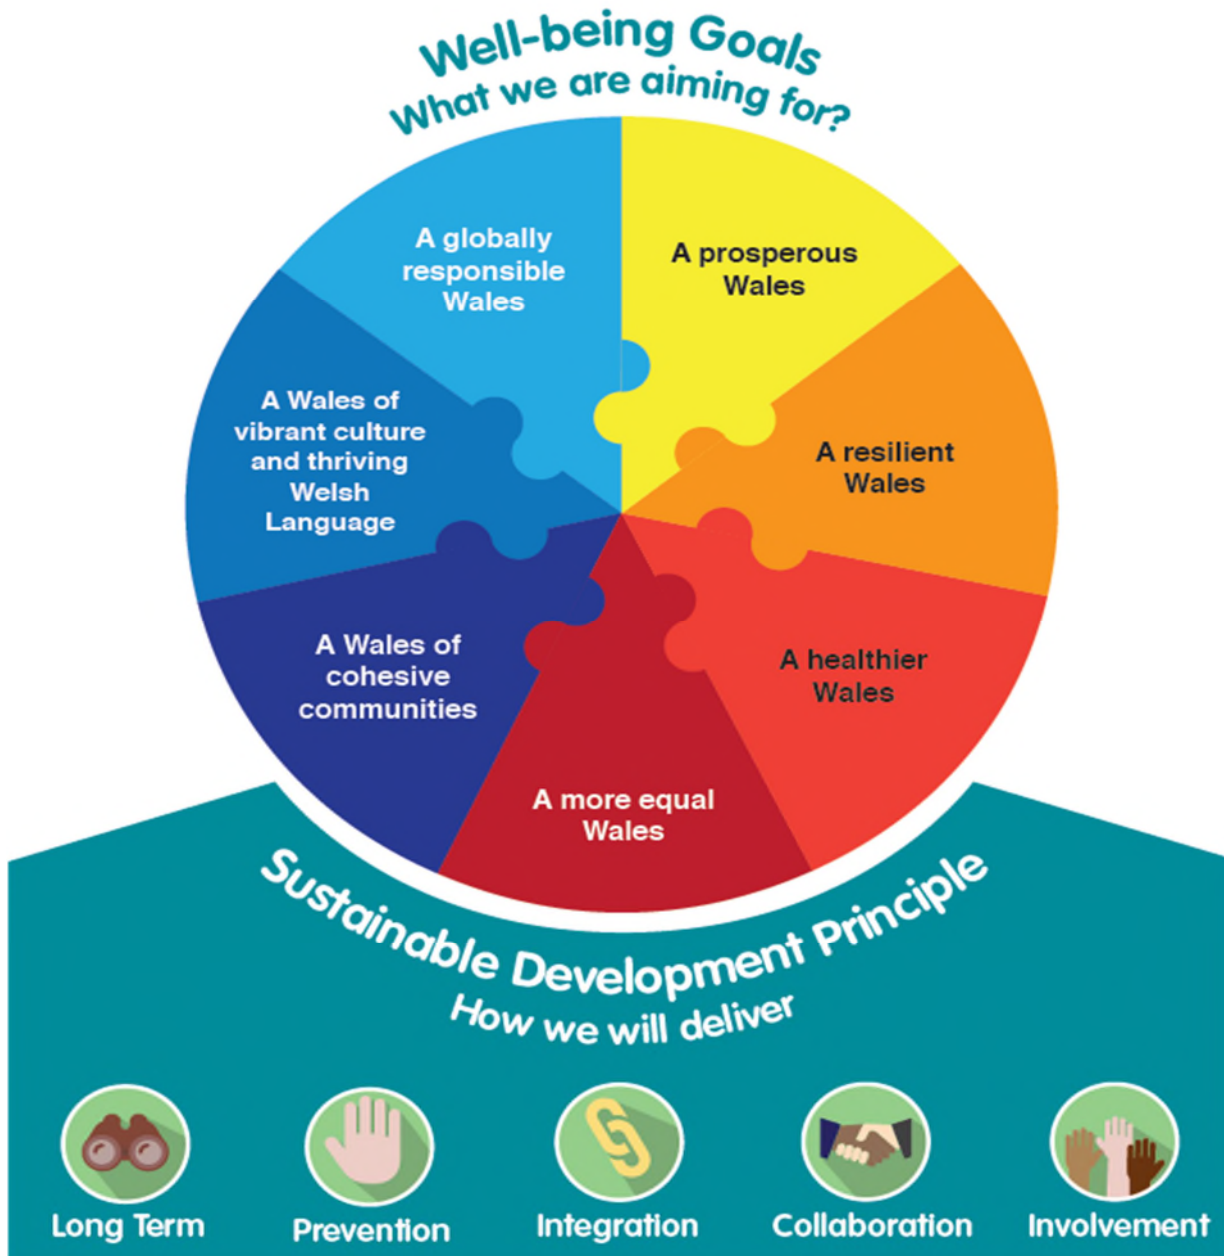 Well-being Goals
What we are aiming for?
A globally
responsible
Wales
A prosperous
Wales
A Wales of
vibrant culture
and thriving
Welsh
Language
A resilient
Wales
A Wales of
cohesive
communities
A healthier
Wales
A more equal
Wales
Sustainable Development Principle
How we will deliver
Long Term
Prevention
Integration
Collaboration
Involvement